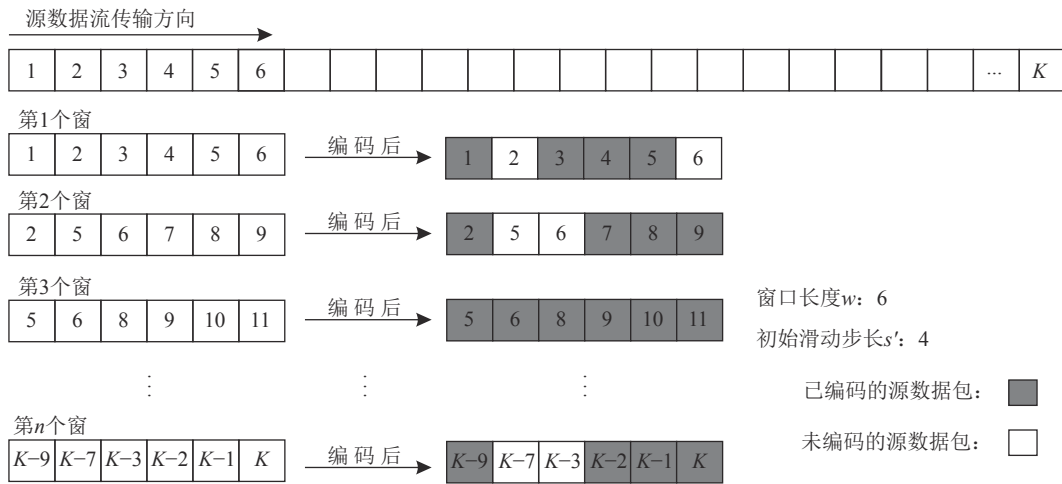 源数据流传输方向
1 2 3 4 5 6 ... K
第1个窗
1 2 3 4 5 6 编码后 1 2 3 4 5 6
第2个窗
2 5 6 7 8 9 编码后 2 5 6 7 8 9
第3个窗
5 6 8 9 10 11 编码后 5 6 8 9 10 11
窗口长度w：6
初始滑动步长s′：4
⋮ ⋮ ⋮
已编码的源数据包：
第n个窗
未编码的源数据包：
K−9 K−7 K−3 K−2 K−1 K 编码后 K−9 K−7 K−3 K−2 K−1 K